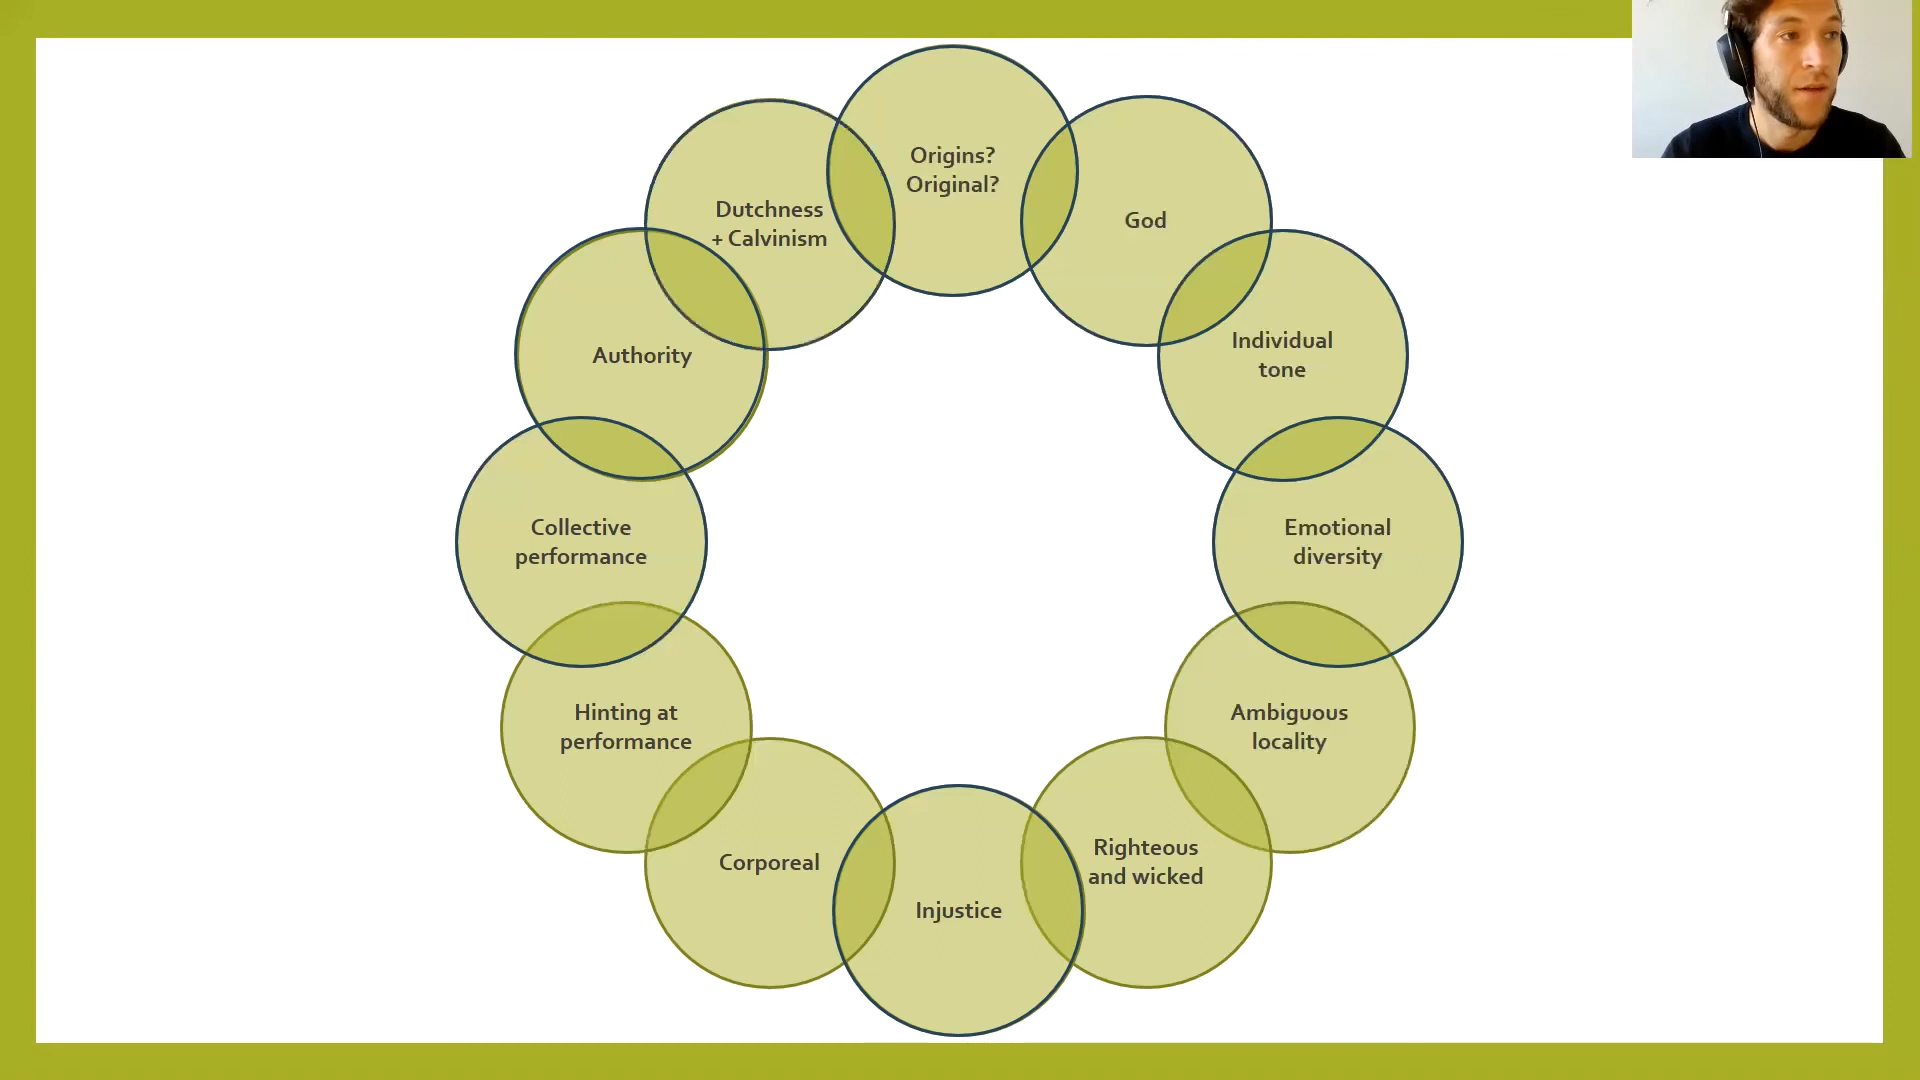 Origins?
Original?
God
Individual
tone
Emotional
diversity
Ambiguous
locality
Righteous
and wicked
Injustice
Corporeal
Hinting at
performance
Collective
performance
Authority
Dutchness
+ Calvinism